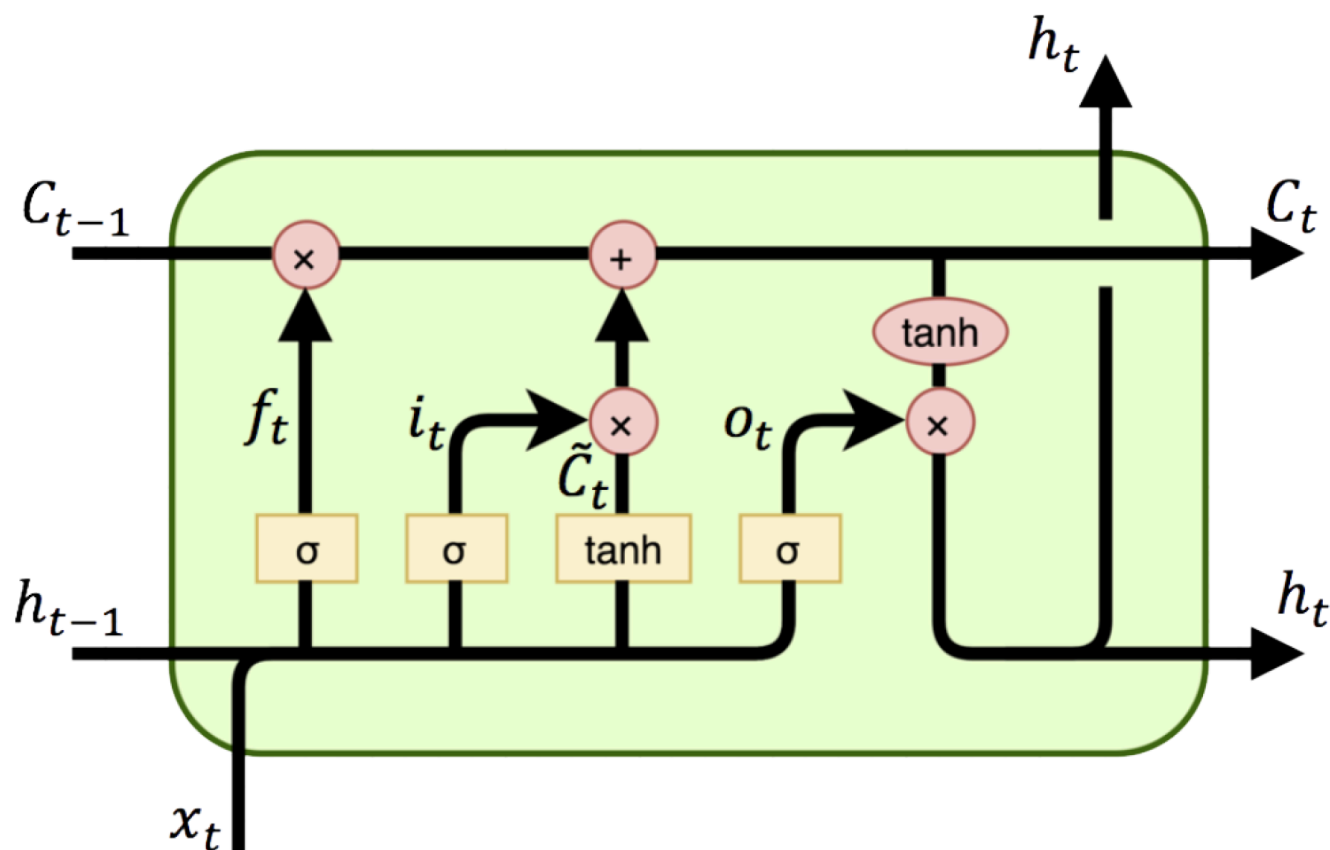 h_t
C_{t-1}
C_t
×
+
tanh
f_t
i_t
×
o_t
×
C̃_t
σ
σ
tanh
σ
h_{t-1}
h_t
x_t